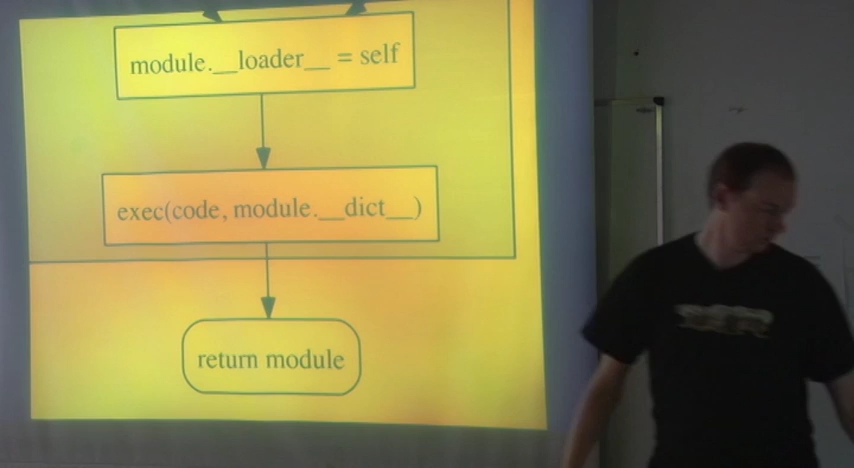 module.__loader__ = self
exec(code, module.__dict__)
return module